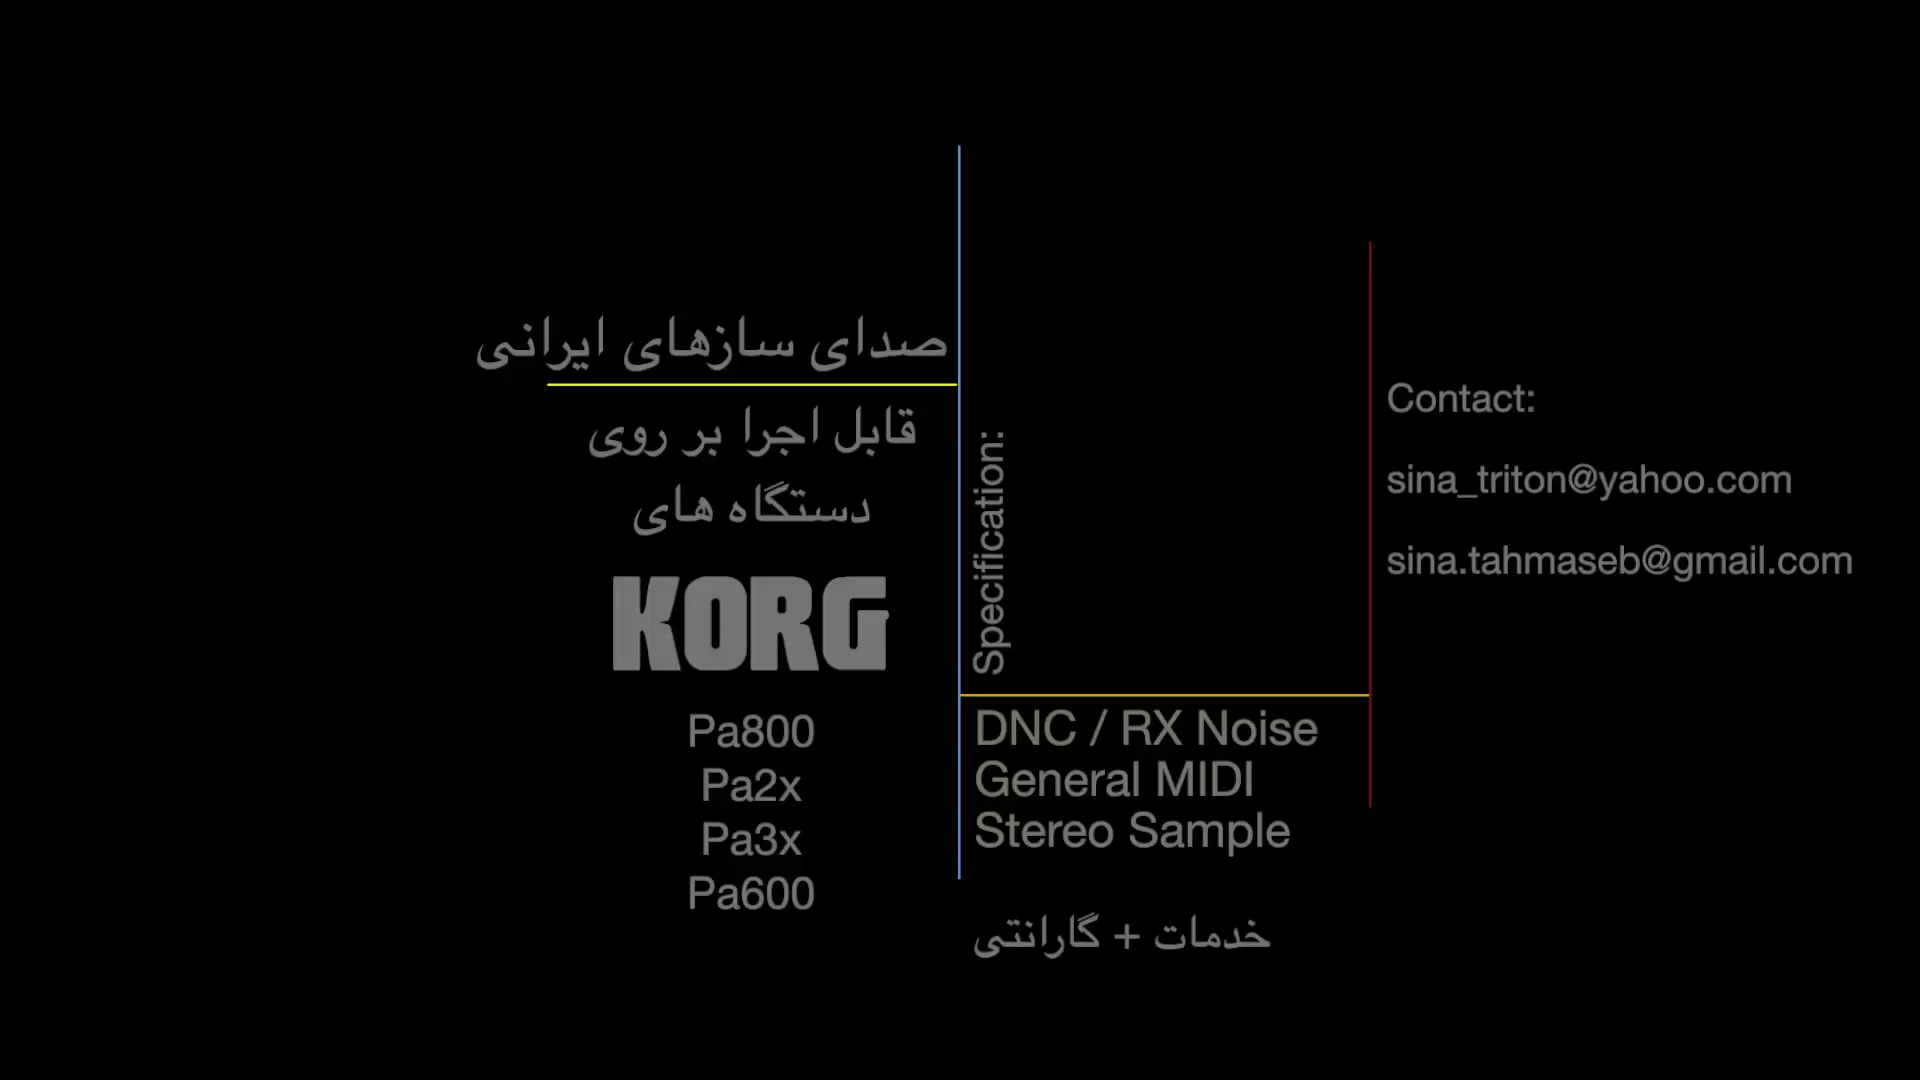 صدای سازهای ایرانی
قابل اجرا بر روی
دستگاه های
KORG
Pa800
Pa2x
Pa3x
Pa600
Specification:
DNC / RX Noise
General MIDI
Stereo Sample
خدمات + گارانتی
Contact:
sina_triton@yahoo.com
sina.tahmaseb@gmail.com